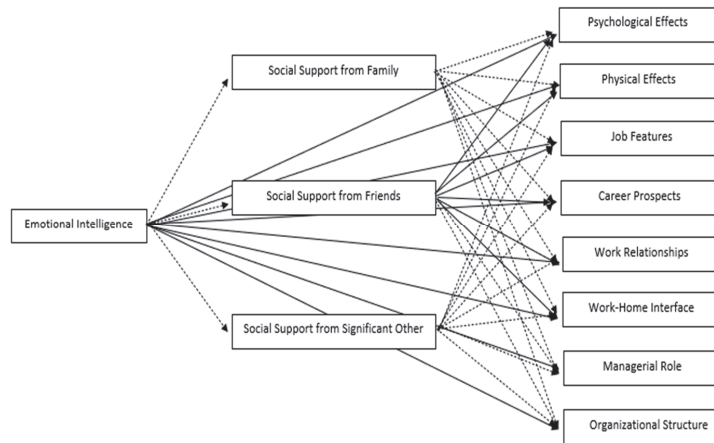 Psychological Effects
Social Support from Family
Physical Effects
Job Features
Social Support from Friends
Career Prospects
Emotional Intelligence
Work Relationships
Work-Home Interface
Social Support from Significant Other
Managerial Role
Organizational Structure